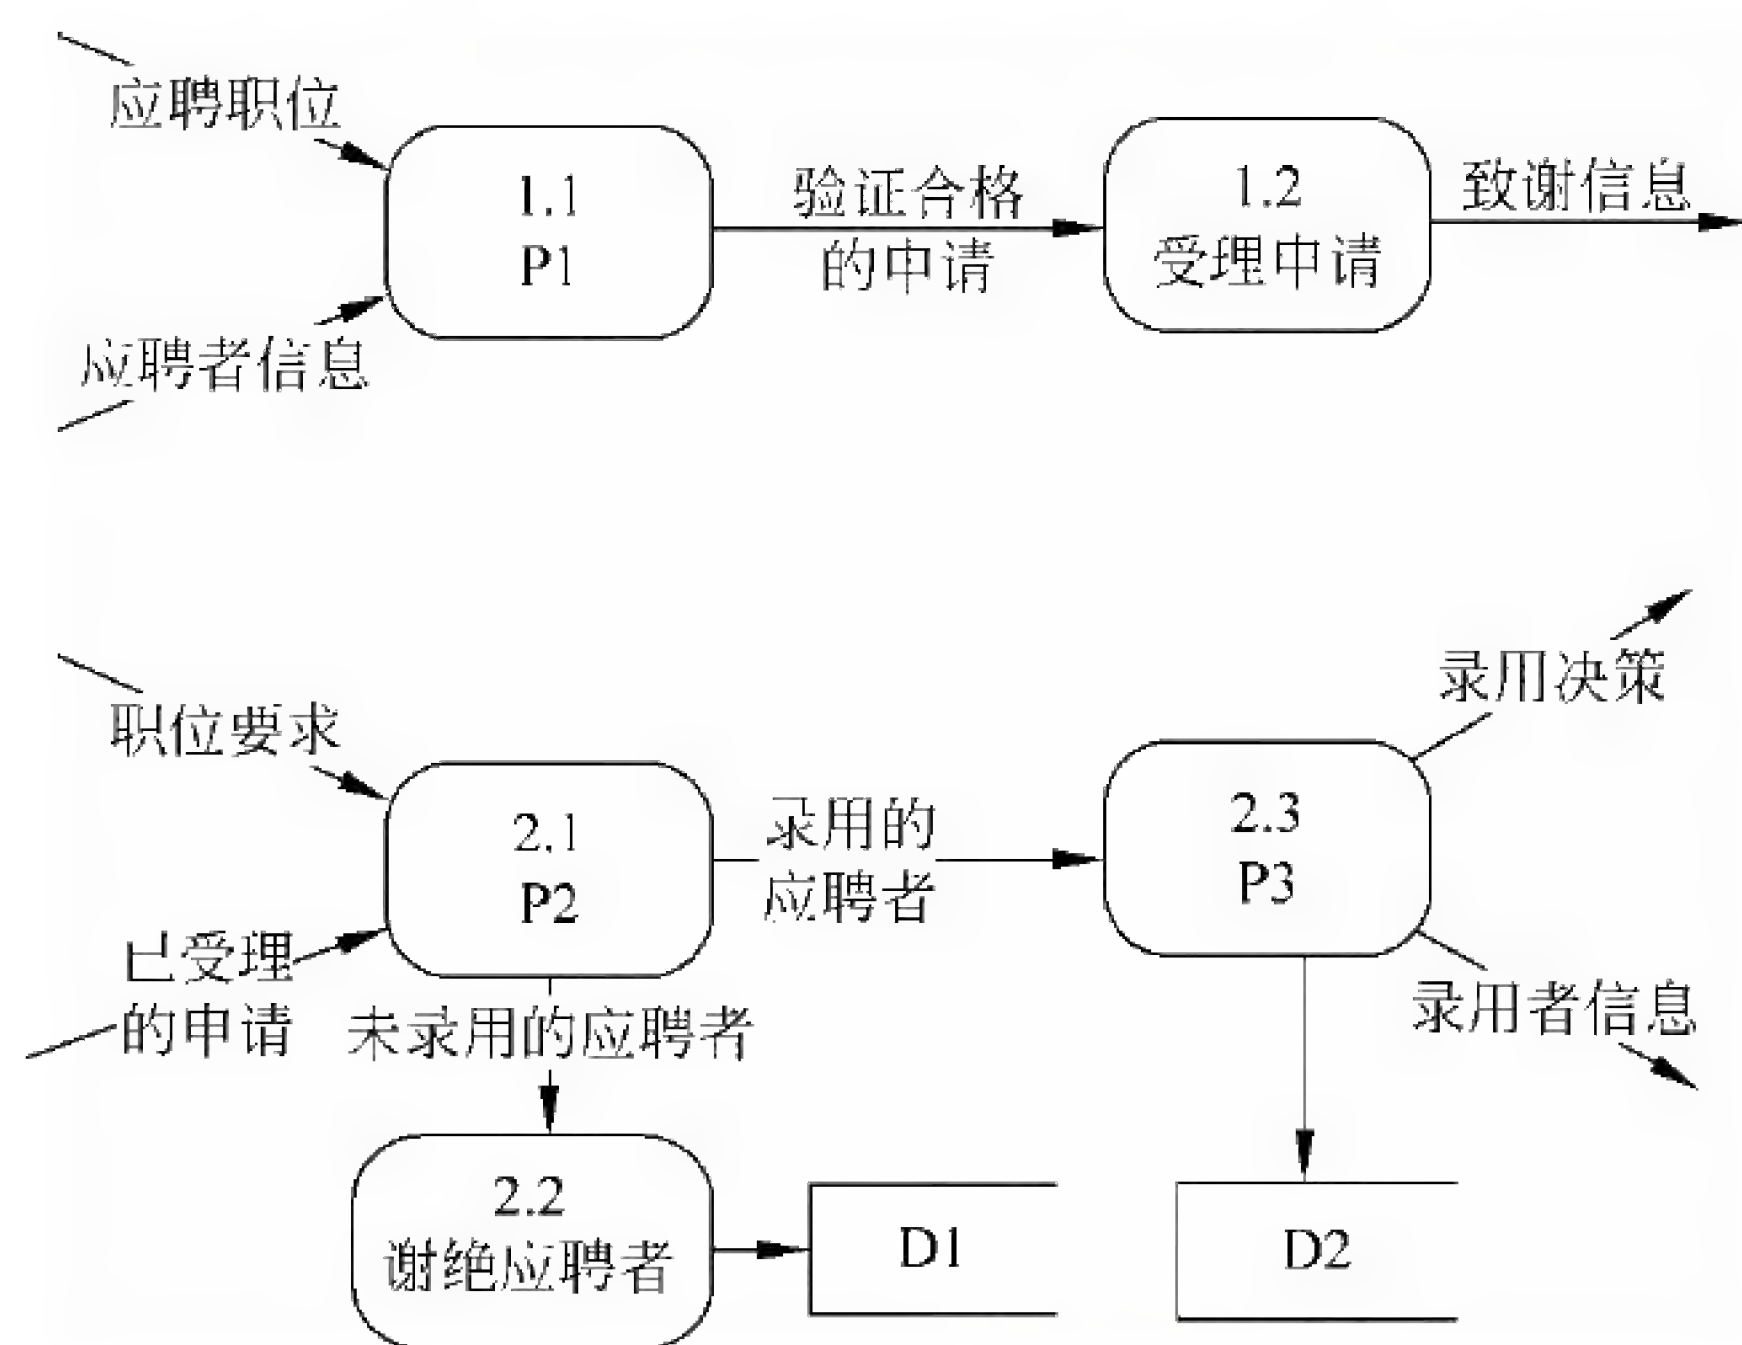 应聘职位
1.1
P1
应聘者信息
验证合格
的申请
1.2
受理申请
致谢信息
职位要求
已受理
的申请
2.1
P2
录用的
应聘者
2.3
P3
录用决策
录用者信息
未录用的应聘者
2.2
谢绝应聘者
D1
D2